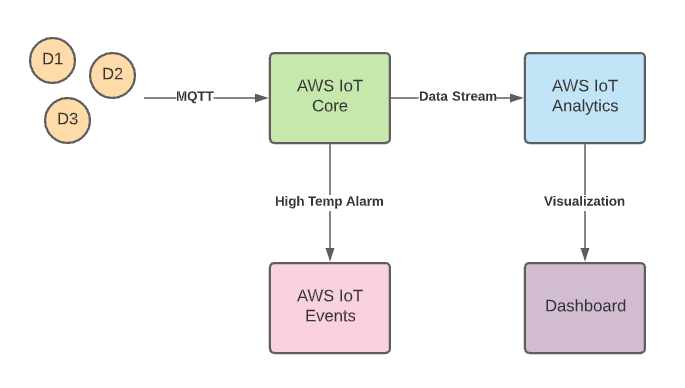 D1
D2
D3
MQTT
AWS IoT
Core
Data Stream
AWS IoT
Analytics
High Temp Alarm
Visualization
AWS IoT
Events
Dashboard